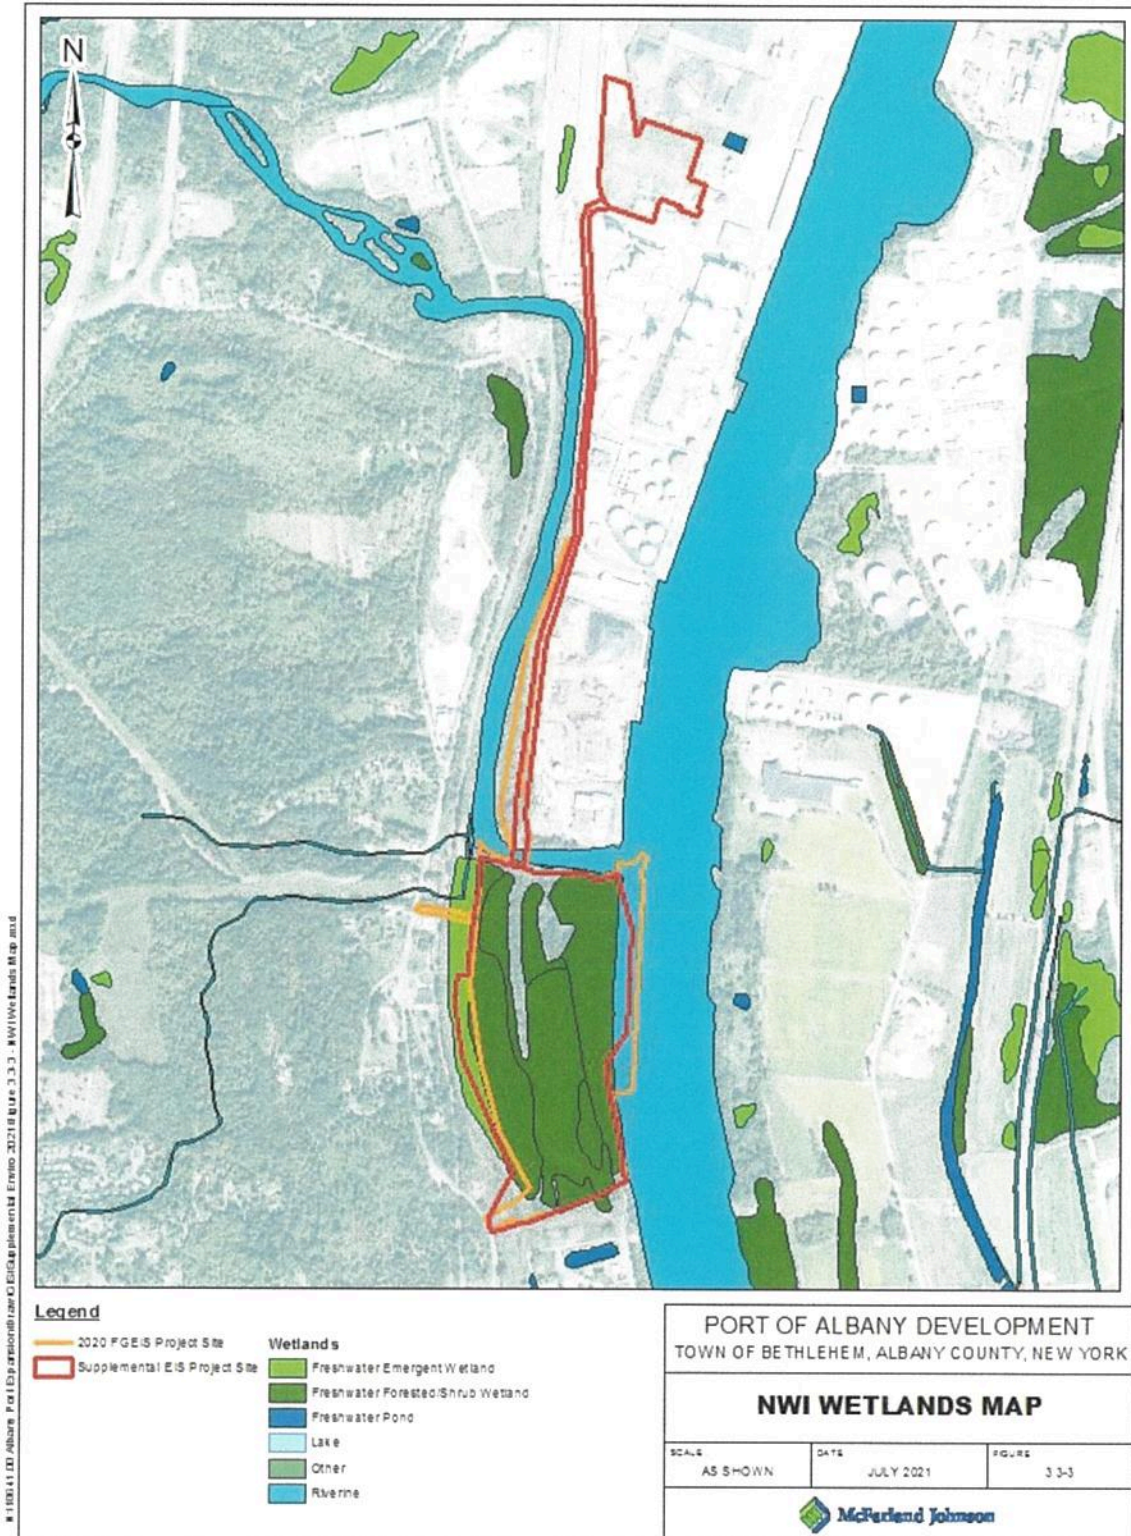 N
Legend
2020 FGEIS Project Site
Supplemental EIS Project Site
Wetlands
Freshwater Emergent Wetland
Freshwater Forested/Shrub Wetland
Freshwater Pond
Lake
Other
Riverine
PORT OF ALBANY DEVELOPMENT
TOWN OF BETHLEHEM, ALBANY COUNTY, NEW YORK
NWI WETLANDS MAP
SCALE
AS SHOWN
DATE
JULY 2021
FIGURE
3.3-3
McFarland Johnson